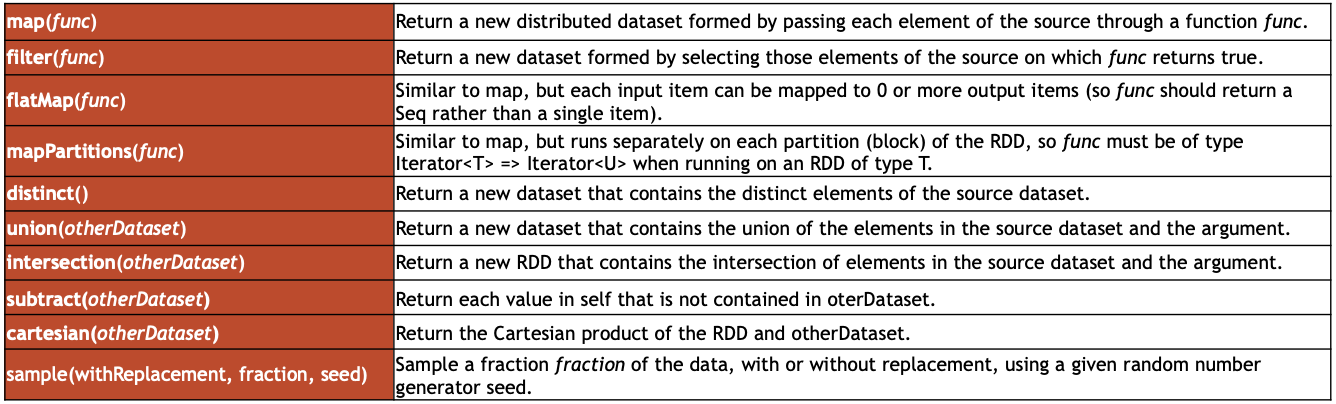 map(func)
Return a new distributed dataset formed by passing each element of the source through a function func.
filter(func)
Return a new dataset formed by selecting those elements of the source on which func returns true.
flatMap(func)
Similar to map, but each input item can be mapped to 0 or more output items (so func should return a
Seq rather than a single item).
mapPartitions(func)
Similar to map, but runs separately on each partition (block) of the RDD, so func must be of type
Iterator<T> => Iterator<U> when running on an RDD of type T.
distinct()
Return a new dataset that contains the distinct elements of the source dataset.
union(otherDataset)
Return a new dataset that contains the union of the elements in the source dataset and the argument.
intersection(otherDataset)
Return a new RDD that contains the intersection of elements in the source dataset and the argument.
subtract(otherDataset)
Return each value in self that is not contained in oterDataset.
cartesian(otherDataset)
Return the Cartesian product of the RDD and otherDataset.
sample(withReplacement, fraction, seed)
Sample a fraction fraction of the data, with or without replacement, using a given random number
generator seed.